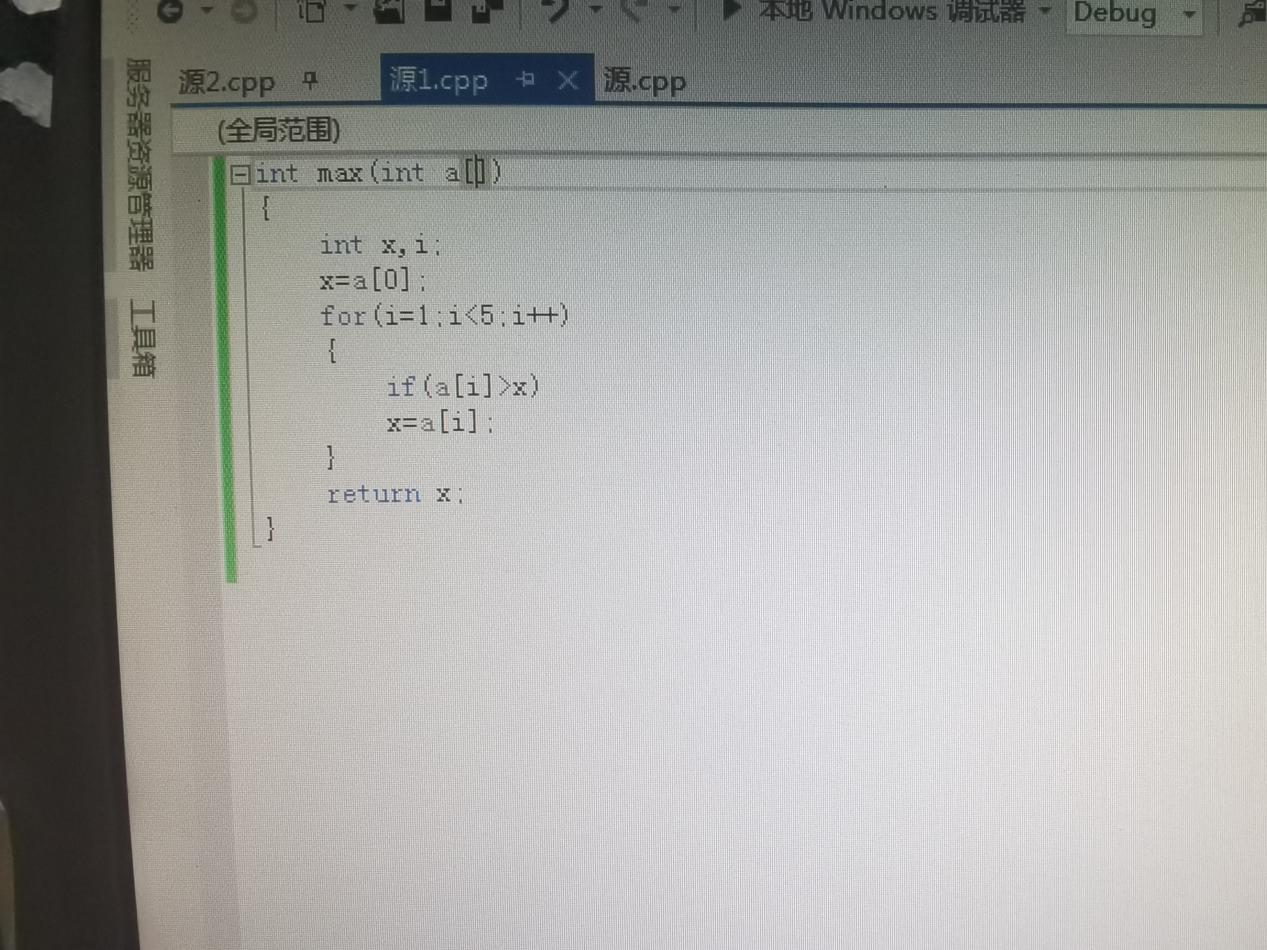 本地 Windows 调试器 Debug
源2.cpp 源1.cpp 源.cpp
(全局范围)
int max(int a[])
{
int x,i;
x=a[0];
for(i=1;i<5;i++)
{
if(a[i]>x)
x=a[i];
}
return x;
}
服务器资源管理器
工具箱